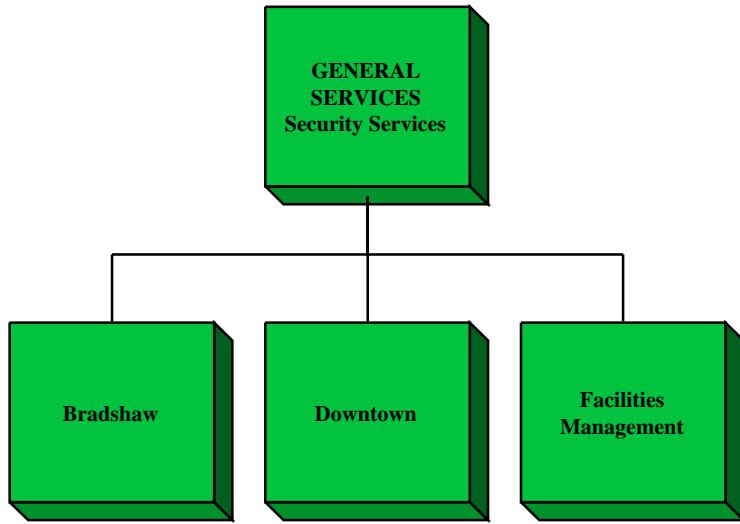 GENERAL
SERVICES
Security Services
Bradshaw
Downtown
Facilities
Management